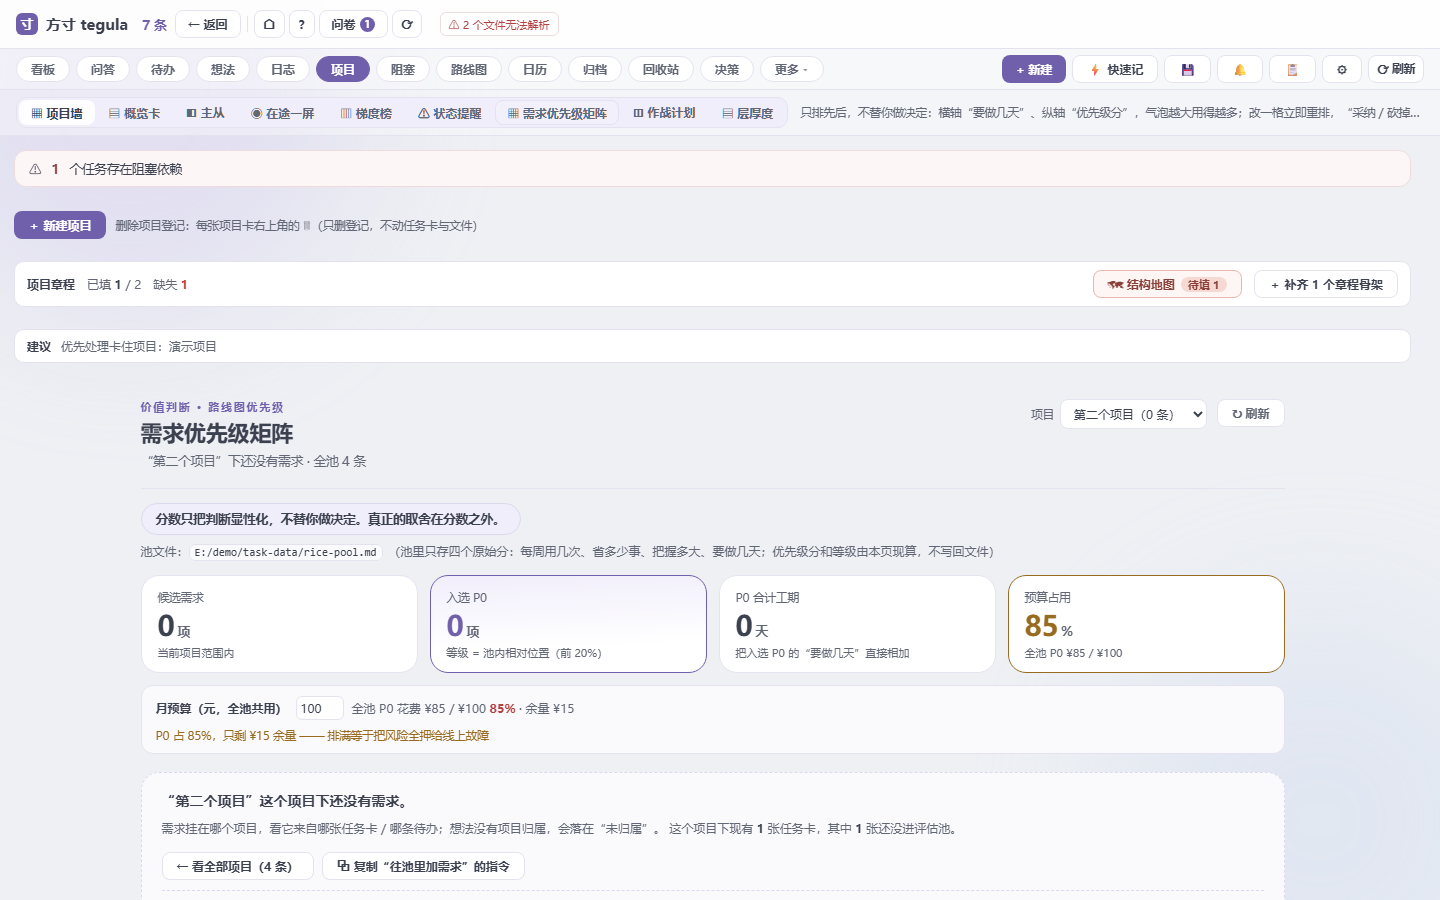 寸 方寸 tegula 7 条 ← 返回 ? 问卷 1 ⚠ 2 个文件无法解析
看板 问答 待办 想法 日志 项目 阻塞 路线图 日历 归档 回收站 决策 更多 + 新建 快速记 刷新
项目墙 概览卡 主从 在途一屏 梯度榜 状态提醒 需求优先级矩阵 作战计划 层厚度 只排先后，不替你做决定：横轴“要做几天”、纵轴“优先级分”，气泡越大用得越多；改一格立即重排，“采纳 / 砍掉...
⚠ 1 个任务存在阻塞依赖
+ 新建项目 删除项目登记：每张项目卡右上角的（只删登记，不动任务卡与文件）
项目章程 已填 1 / 2 缺失 1 结构地图 待填 1 + 补齐 1 个章程骨架
建议 优先处理卡住项目：演示项目
价值判断 • 路线图优先级
需求优先级矩阵
“第二个项目”下还没有需求 · 全池 4 条
项目 第二个项目（0 条） ↻ 刷新
分数只把判断显性化，不替你做决定。真正的取舍在分数之外。
池文件： E:/demo/task-data/rice-pool.md （池里只存四个原始分：每周用几次、省多少事、把握多大、要做几天；优先级分和等级由本页现算，不写回文件）
候选需求
0 项
当前项目范围内
入选 P0
0 项
等级 = 池内相对位置（前 20%）
P0 合计工期
0 天
把入选 P0 的“要做几天”直接相加
预算占用
85 %
全池 P0 ¥85 / ¥100
月预算（元，全池共用） 100 全池 P0 花费 ¥85 / ¥100 85% · 余量 ¥15
P0 占 85%，只剩 ¥15 余量 —— 排满等于把风险全押给线上故障
“第二个项目”这个项目下还没有需求。
需求挂在哪个项目，看它来自哪张任务卡 / 哪条待办；想法没有项目归属，会落在“未归属”。 这个项目下现有 1 张任务卡，其中 1 张还没进评估池。
← 看全部项目（4 条） 复制“往池里加需求”的指令